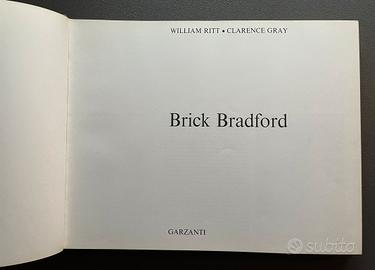 WILLIAM RITT • CLARENCE GRAY
Brick Bradford
GARZANTI
subito